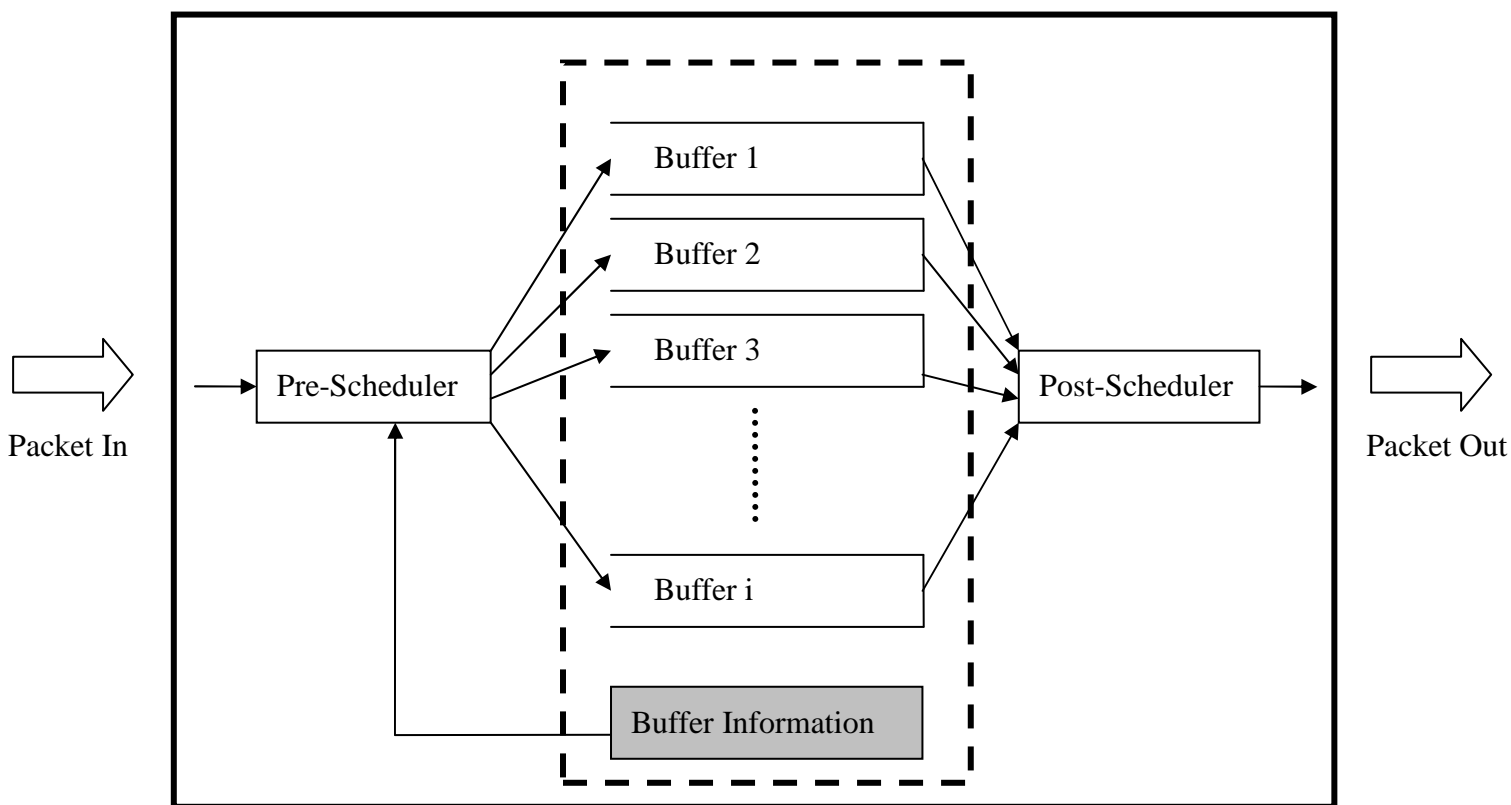 Buffer 1
Buffer 2
Buffer 3
Pre-Scheduler
Post-Scheduler
Packet In
Packet Out
Buffer i
Buffer Information